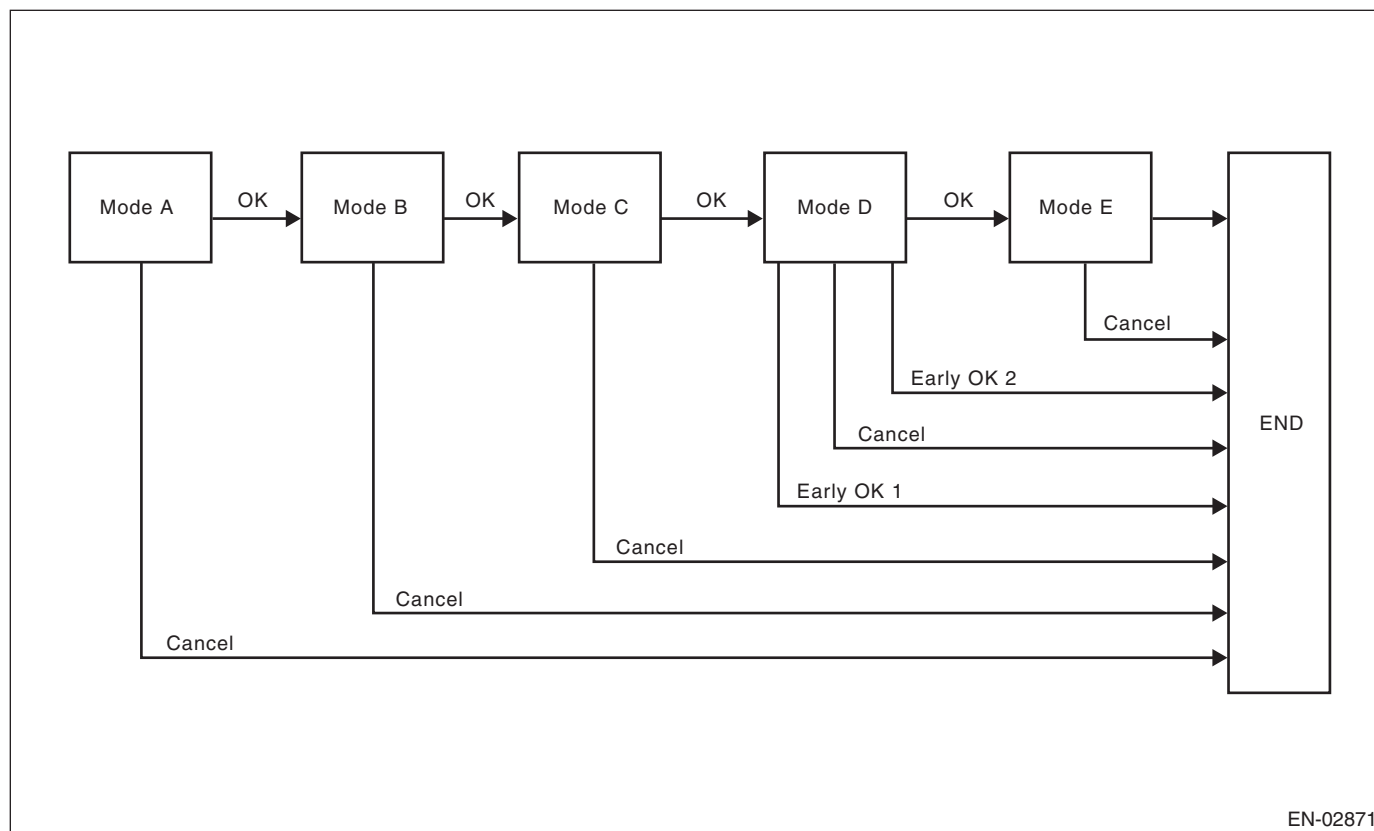 Mode A
OK
Mode B
OK
Mode C
OK
Mode D
OK
Mode E
Cancel
Early OK 2
END
Cancel
Early OK 1
Cancel
Cancel
Cancel
EN-02871